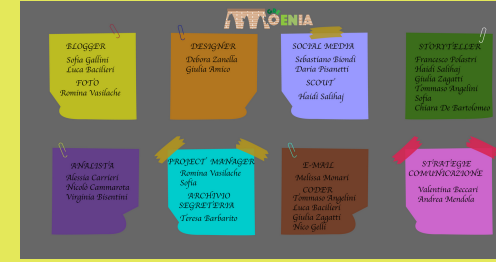 MOENIA
BLOGGER
Sofia Gallini
Luca Bacilieri
FOTO
Romina Vasilache
DESIGNER
Debora Zanella
Giulia Amico
SOCIAL MEDIA
Sebastiano Biondi
Daria Pisonetti
SCOUT
Haidi Salihaj
STORYTELLER
Francesco Polastri
Haidi Salihaj
Giulia Zagatti
Tommaso Angelini
Sofia
Chiara De Bartolomeo
ANALISTA
Alessia Carrieri
Nicolò Cammarota
Virginia Bisentini
PROJECT MANAGER
Romina Vasilache
Sofia
ARCHIVIO
SEGRETERIA
Teresa Barbarito
E-MAIL
Melissa Monari
CODER
Tommaso Angelini
Luca Bacilieri
Giulia Zagatti
Nico Gelli
STRATEGIE
COMUNICAZIONE
Valentina Beccari
Andrea Mendola